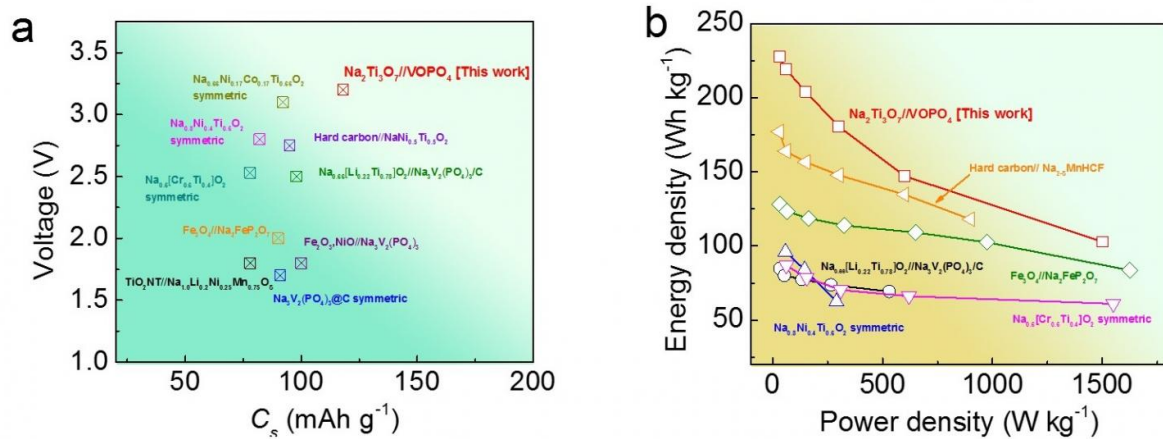 a
3.5
3.0
2.5
2.0
1.5
1.0
Voltage (V)
Na₀.₆₆Ni₀.₁₇Co₀.₁₇Ti₀.₆₆O₂
symmetric
Na₂Ti₃O₇//VOPO₄ [This work]
Na₀.₈Ni₀.₄Ti₀.₆O₂
symmetric
Hard carbon//NaNi₀.₅Ti₀.₅O₂
Na₀.₆[Cr₀.₆Ti₀.₄]O₂
symmetric
Na₀.₆₆[Li₀.₂₂Ti₀.₇₈]O₂//Na₃V₂(PO₄)₃/C
Fe₃O₄//Na₂FeP₂O₇
Fe₂O₃,NiO//Na₃V₂(PO₄)₃
Na₃V₂(PO₄)₃@C symmetric
50
100
150
200
Cₛ (mAh g⁻¹)
b
250
200
150
100
50
Energy density (Wh kg⁻¹)
Na₂Ti₃O₇//VOPO₄ [This work]
Hard carbon// Na₂₋δMnHCF
Na₀.₆₆[Li₀.₂₂Ti₀.₇₈]O₂//Na₃V₂(PO₄)₃/C
Fe₃O₄//Na₂FeP₂O₇
Na₀.₈Ni₀.₄Ti₀.₆O₂ symmetric
Na₀.₆[Cr₀.₆Ti₀.₄]O₂ symmetric
0
500
1000
1500
Power density (W kg⁻¹)